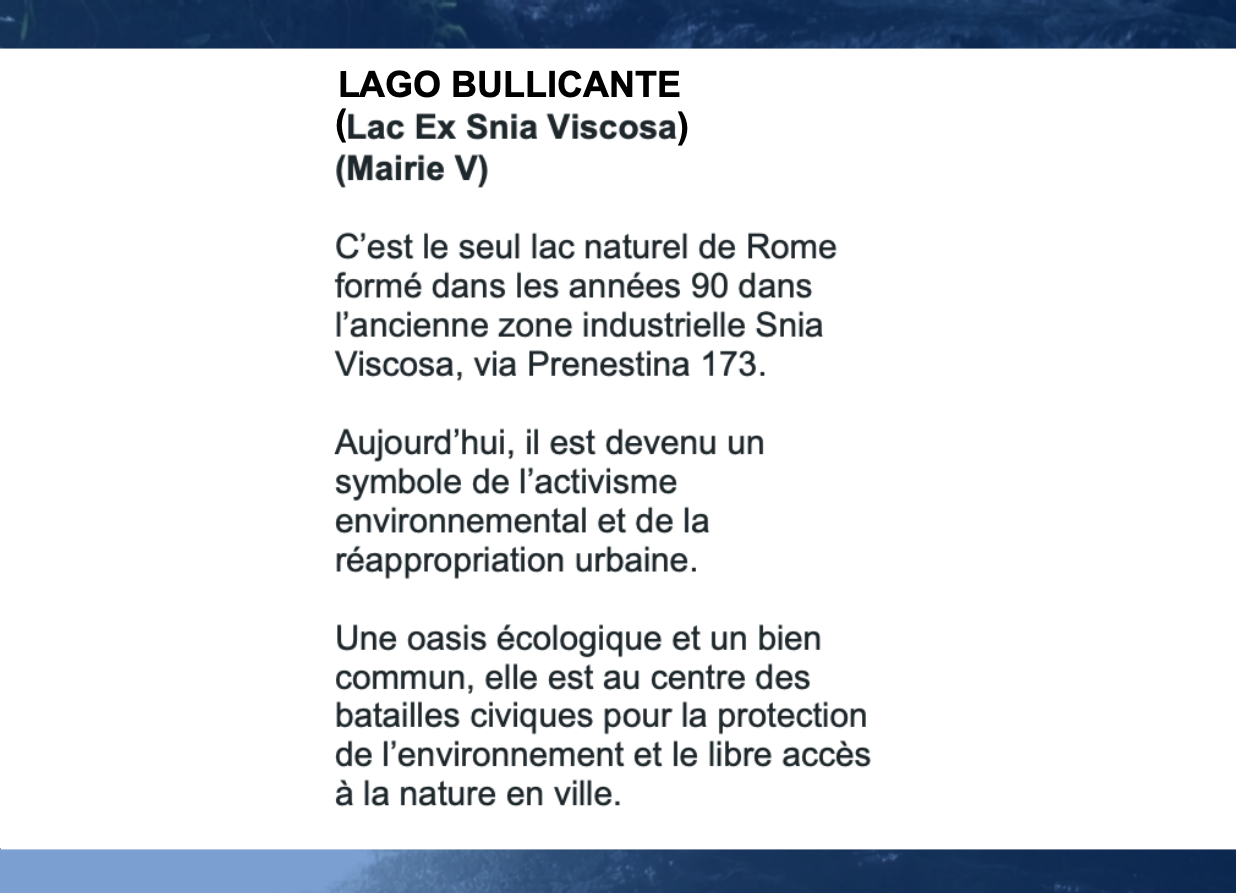 LAGO BULLICANTE
(Lac Ex Snia Viscosa)
(Mairie V)
C’est le seul lac naturel de Rome
formé dans les années 90 dans
l’ancienne zone industrielle Snia
Viscosa, via Prenestina 173.
Aujourd’hui, il est devenu un
symbole de l’activisme
environnemental et de la
réappropriation urbaine.
Une oasis écologique et un bien
commun, elle est au centre des
batailles civiques pour la protection
de l’environnement et le libre accès
à la nature en ville.